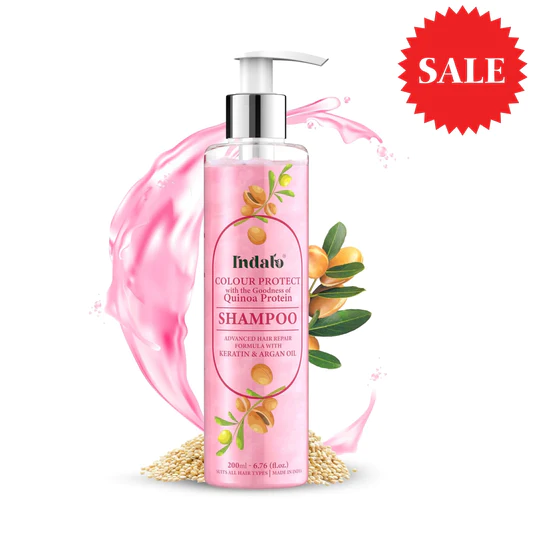 SALE
Indalo®
COLOUR PROTECT
with the Goodness of
Quinoa Protein
SHAMPOO
ADVANCED HAIR REPAIR
FORMULA WITH
KERATIN & ARGAN OIL
200ml - 6.76 (fl.oz.)
SUITS ALL HAIR TYPES | MADE IN INDIA